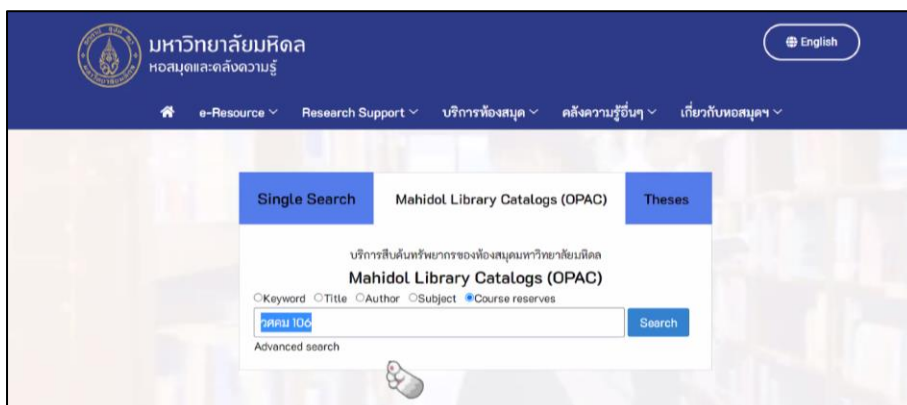 มหาวิทยาลัยมหิดล
หอสมุดและคลังความรู้
English
e-Resource Research Support บริการห้องสมุด คลังความรู้อื่นๆ เกี่ยวกับหอสมุดฯ
Single Search Mahidol Library Catalogs (OPAC) Theses
บริการสืบค้นทรัพยากรของห้องสมุดมหาวิทยาลัยมหิดล
Mahidol Library Catalogs (OPAC)
Keyword Title Author Subject Course reserves
วศคม 106 Search
Advanced search